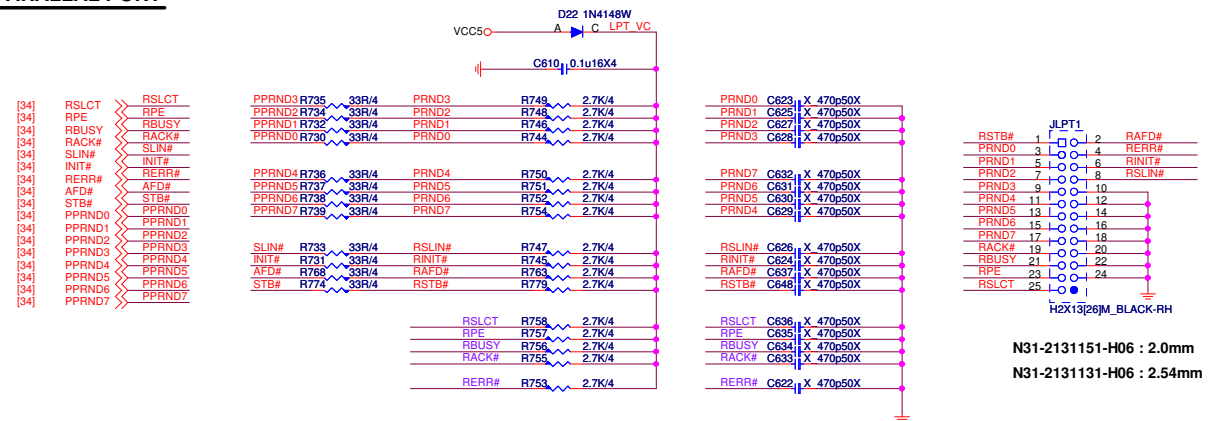 D22 1N4148W
VCC5 A C LPT_VC
C610 0.1u16X4
[34] RSLCT RSLCT
[34] RPE RPE
[34] RBUSY RBUSY
[34] RACK# RACK#
[34] SLIN# SLIN#
[34] INIT# INIT#
[34] RERR# RERR#
[34] AFD# AFD#
[34] STB# STB#
[34] PPRND0 PPRND0
[34] PPRND1 PPRND1
[34] PPRND2 PPRND2
[34] PPRND3 PPRND3
[34] PPRND4 PPRND4
[34] PPRND5 PPRND5
[34] PPRND6 PPRND6
[34] PPRND7 PPRND7
PPRND3 R735 33R/4 PRND3 R749 2.7K/4
PPRND2 R734 33R/4 PRND2 R748 2.7K/4
PPRND1 R732 33R/4 PRND1 R746 2.7K/4
PPRND0 R730 33R/4 PRND0 R744 2.7K/4
PPRND4 R736 33R/4 PRND4 R750 2.7K/4
PPRND5 R737 33R/4 PRND5 R751 2.7K/4
PPRND6 R738 33R/4 PRND6 R752 2.7K/4
PPRND7 R739 33R/4 PRND7 R754 2.7K/4
SLIN# R733 33R/4 RSLIN# R747 2.7K/4
INIT# R731 33R/4 RINIT# R745 2.7K/4
AFD# R768 33R/4 RAFD# R763 2.7K/4
STB# R774 33R/4 RSTB# R779 2.7K/4
RSLCT R758 2.7K/4
RPE R757 2.7K/4
RBUSY R756 2.7K/4
RACK# R755 2.7K/4
RERR# R753 2.7K/4
PRND0 C623 X_470p50X
PRND1 C625 X_470p50X
PRND2 C627 X_470p50X
PRND3 C628 X_470p50X
PRND7 C632 X_470p50X
PRND6 C631 X_470p50X
PRND5 C630 X_470p50X
PRND4 C629 X_470p50X
RSLIN# C626 X_470p50X
RINIT# C624 X_470p50X
RAFD# C637 X_470p50X
RSTB# C648 X_470p50X
RSLCT C636 X_470p50X
RPE C635 X_470p50X
RBUSY C634 X_470p50X
RACK# C633 X_470p50X
RERR# C622 X_470p50X
JLPT1
RSTB# 1 2 RAFD#
PRND0 3 4 RERR#
PRND1 5 6 RINIT#
PRND2 7 8 RSLIN#
PRND3 9 10
PRND4 11 12
PRND5 13 14
PRND6 15 16
PRND7 17 18
RACK# 19 20
RBUSY 21 22
RPE 23 24
RSLCT 25
H2X13[26]M_BLACK-RH
N31-2131151-H06 : 2.0mm
N31-2131131-H06 : 2.54mm